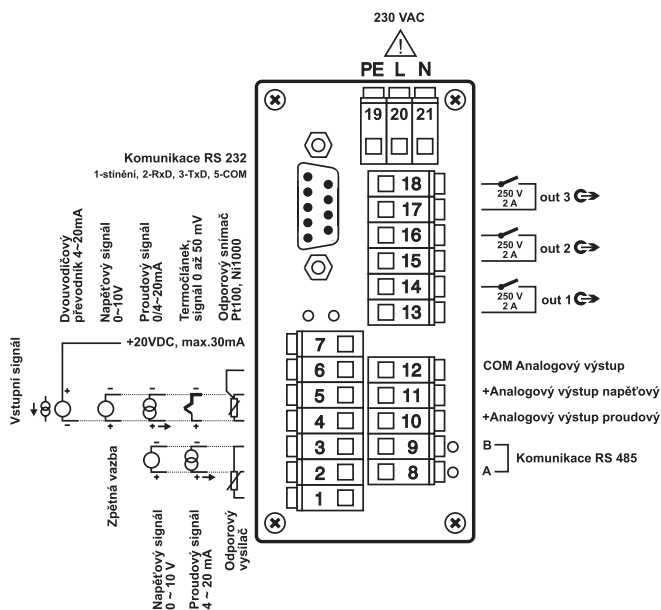 230 VAC
PE L N
19 20 21
Komunikace RS 232
1-stínění, 2-RxD, 3-TxD, 5-COM
18
17
16
15
14
13
250 V
2 A
out 3
250 V
2 A
out 2
250 V
2 A
out 1
Vstupní signál
Dvouvodičový
převodník 4~20mA
Napěťový signál
0~10V
Proudový signál
0/4~20mA
Termočlánek,
signál 0 až 50 mV
Odporový snímač
Pt100, Ni1000
+20VDC, max.30mA
+ - - - -
- + + +
7
6
5
4
3
2
1
12
11
10
9
8
COM Analogový výstup
+Analogový výstup napěťový
+Analogový výstup proudový
B
A
Komunikace RS 485
Zpětná vazba
- -
+ +
Napěťový signál
0 ~ 10 V
Proudový signál
4 ~ 20 mA
Odporový
vysílač